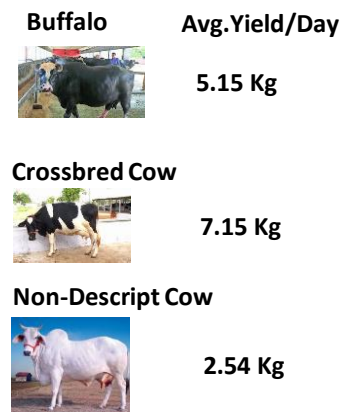 Buffalo Avg.Yield/Day
5.15 Kg
Crossbred Cow
7.15 Kg
Non-Descript Cow
2.54 Kg